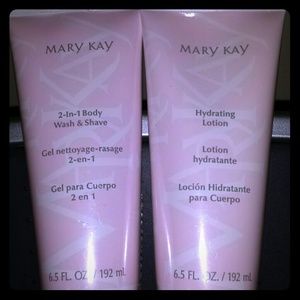 MARY KAY
2-In-1 Body
Wash & Shave
Gel nettoyage-rasage
2-en-1
Gel para Cuerpo
2 en 1
6.5 FL. OZ. / 192 mL
MARY KAY
Hydrating
Lotion
Lotion
hydratante
Loción Hidratante
para Cuerpo
6.5 FL. OZ. / 192 mL